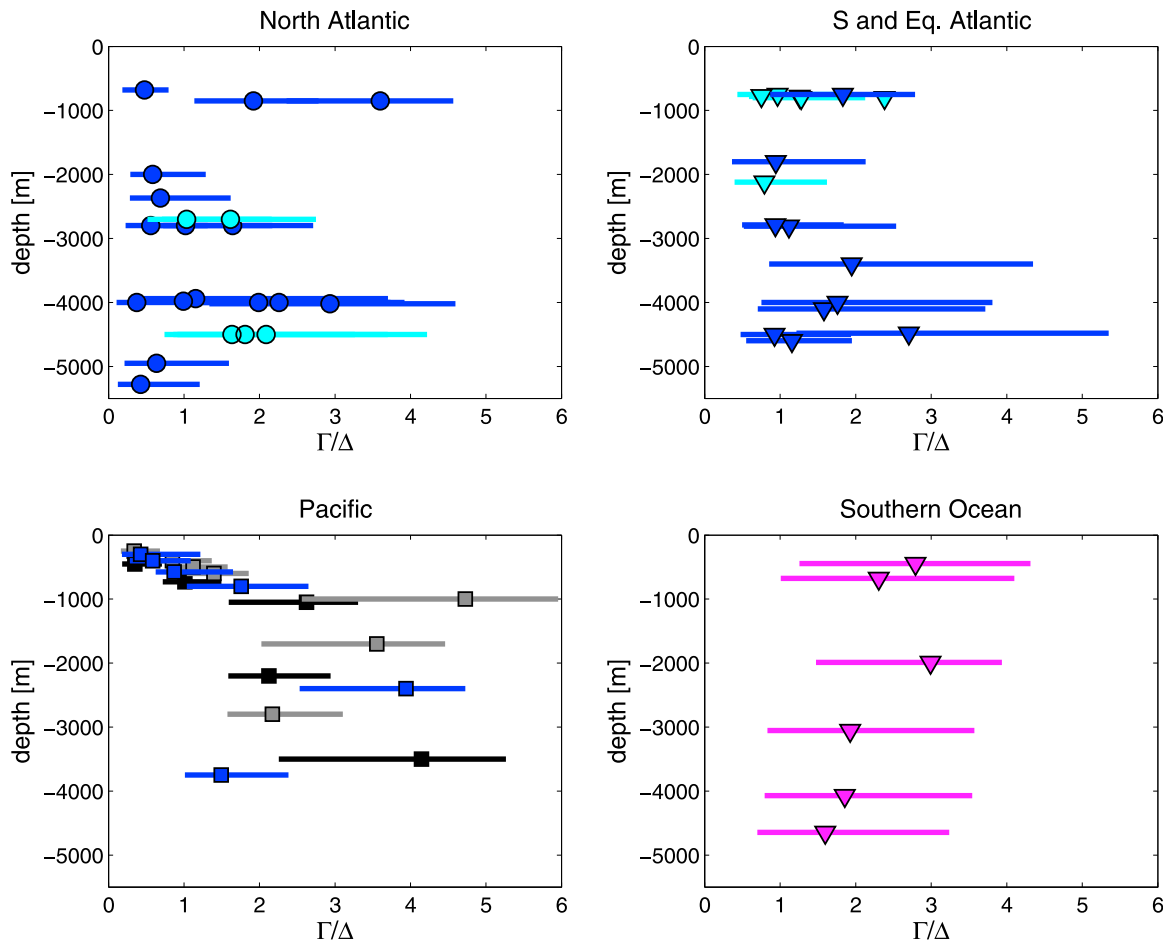 North Atlantic
0
−1000
−2000
−3000
−4000
−5000
depth [m]
0 1 2 3 4 5 6
Γ/Δ
S and Eq. Atlantic
0
−1000
−2000
−3000
−4000
−5000
depth [m]
0 1 2 3 4 5 6
Γ/Δ
Pacific
0
−1000
−2000
−3000
−4000
−5000
depth [m]
0 1 2 3 4 5 6
Γ/Δ
Southern Ocean
0
−1000
−2000
−3000
−4000
−5000
depth [m]
0 1 2 3 4 5 6
Γ/Δ